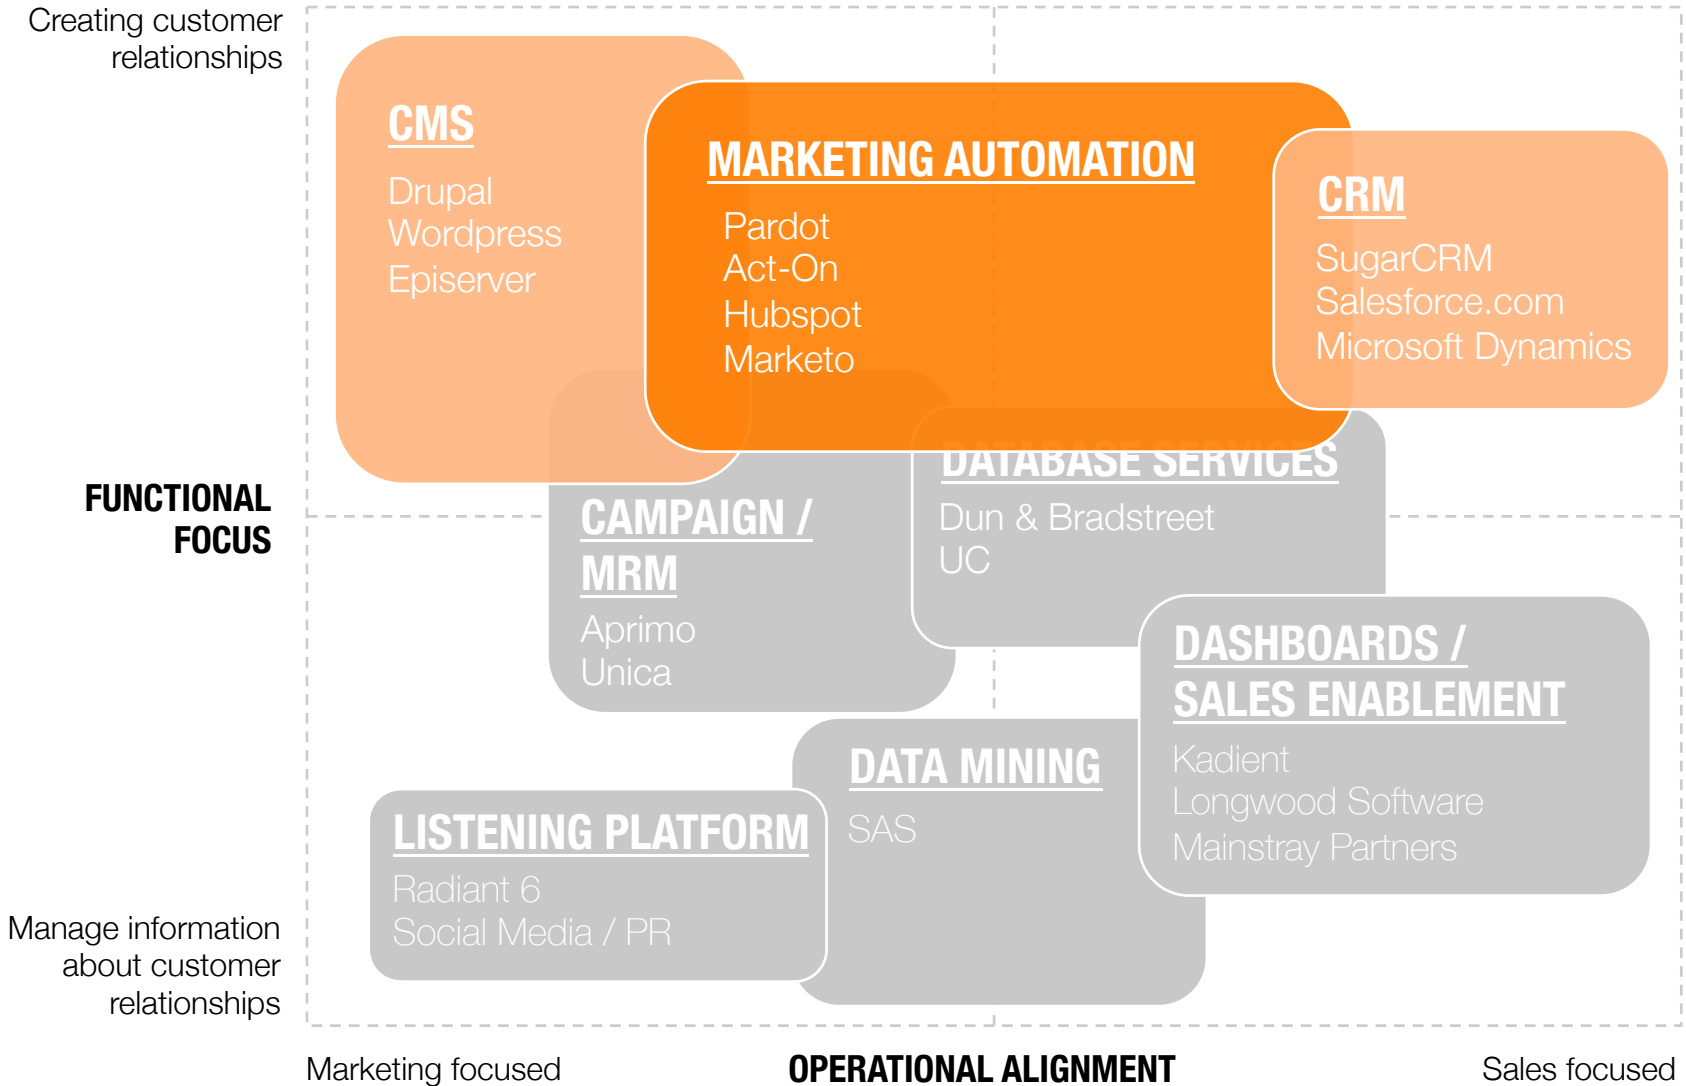 Creating customer
relationships
CMS
Drupal
Wordpress
Episerver
MARKETING AUTOMATION
Pardot
Act-On
Hubspot
Marketo
CRM
SugarCRM
Salesforce.com
Microsoft Dynamics
FUNCTIONAL
FOCUS
CAMPAIGN /
MRM
Aprimo
Unica
DATABASE SERVICES
Dun & Bradstreet
UC
DASHBOARDS /
SALES ENABLEMENT
Kadient
Longwood Software
Mainstray Partners
DATA MINING
SAS
LISTENING PLATFORM
Radiant 6
Social Media / PR
Manage information
about customer
relationships
Marketing focused
OPERATIONAL ALIGNMENT
Sales focused